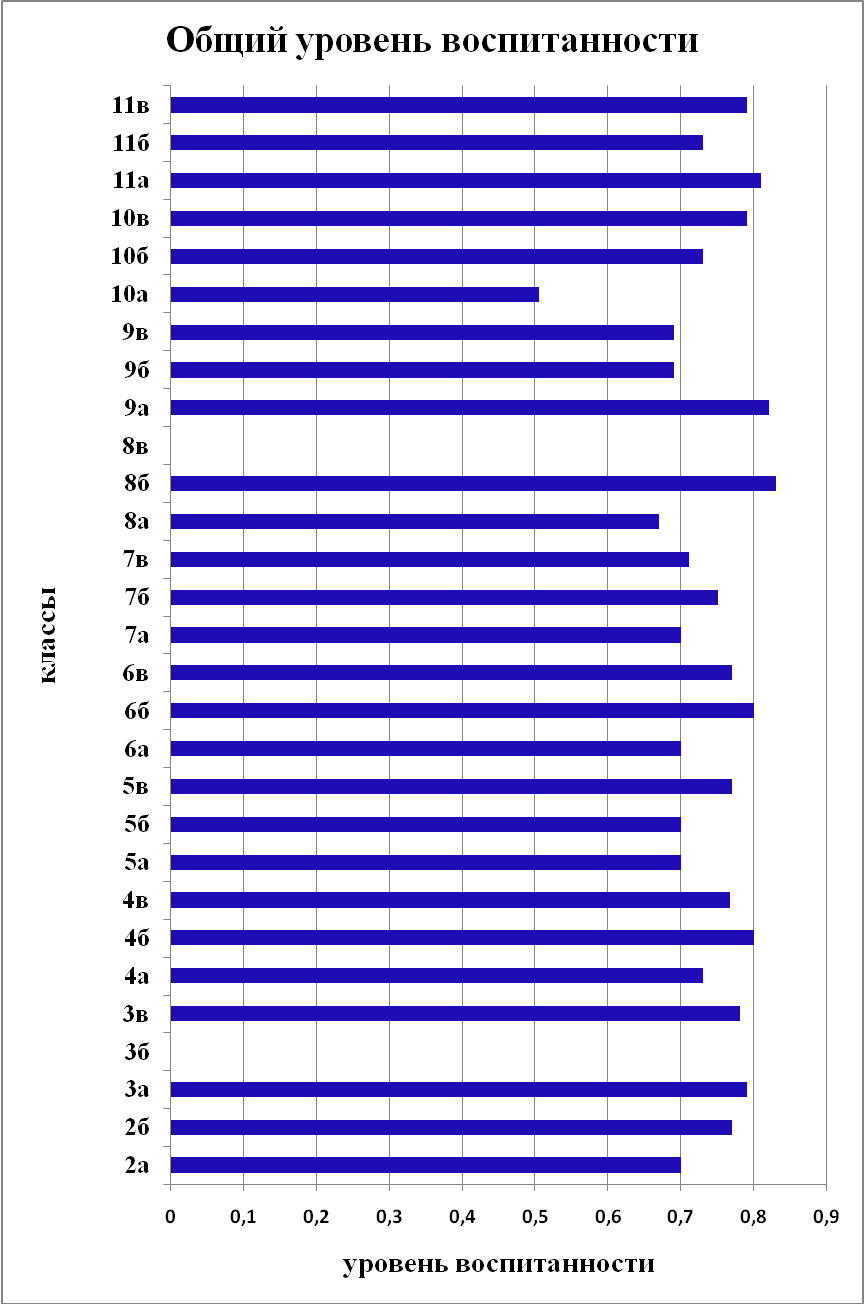 Общий уровень воспитанности
11в
11б
11а
10в
10б
10а
9в
9б
9а
8в
8б
8а
7в
7б
7а
6в
6б
6а
5в
5б
5а
4в
4б
4а
3в
3б
3а
2б
2а
классы
0 0,1 0,2 0,3 0,4 0,5 0,6 0,7 0,8 0,9
уровень воспитанности